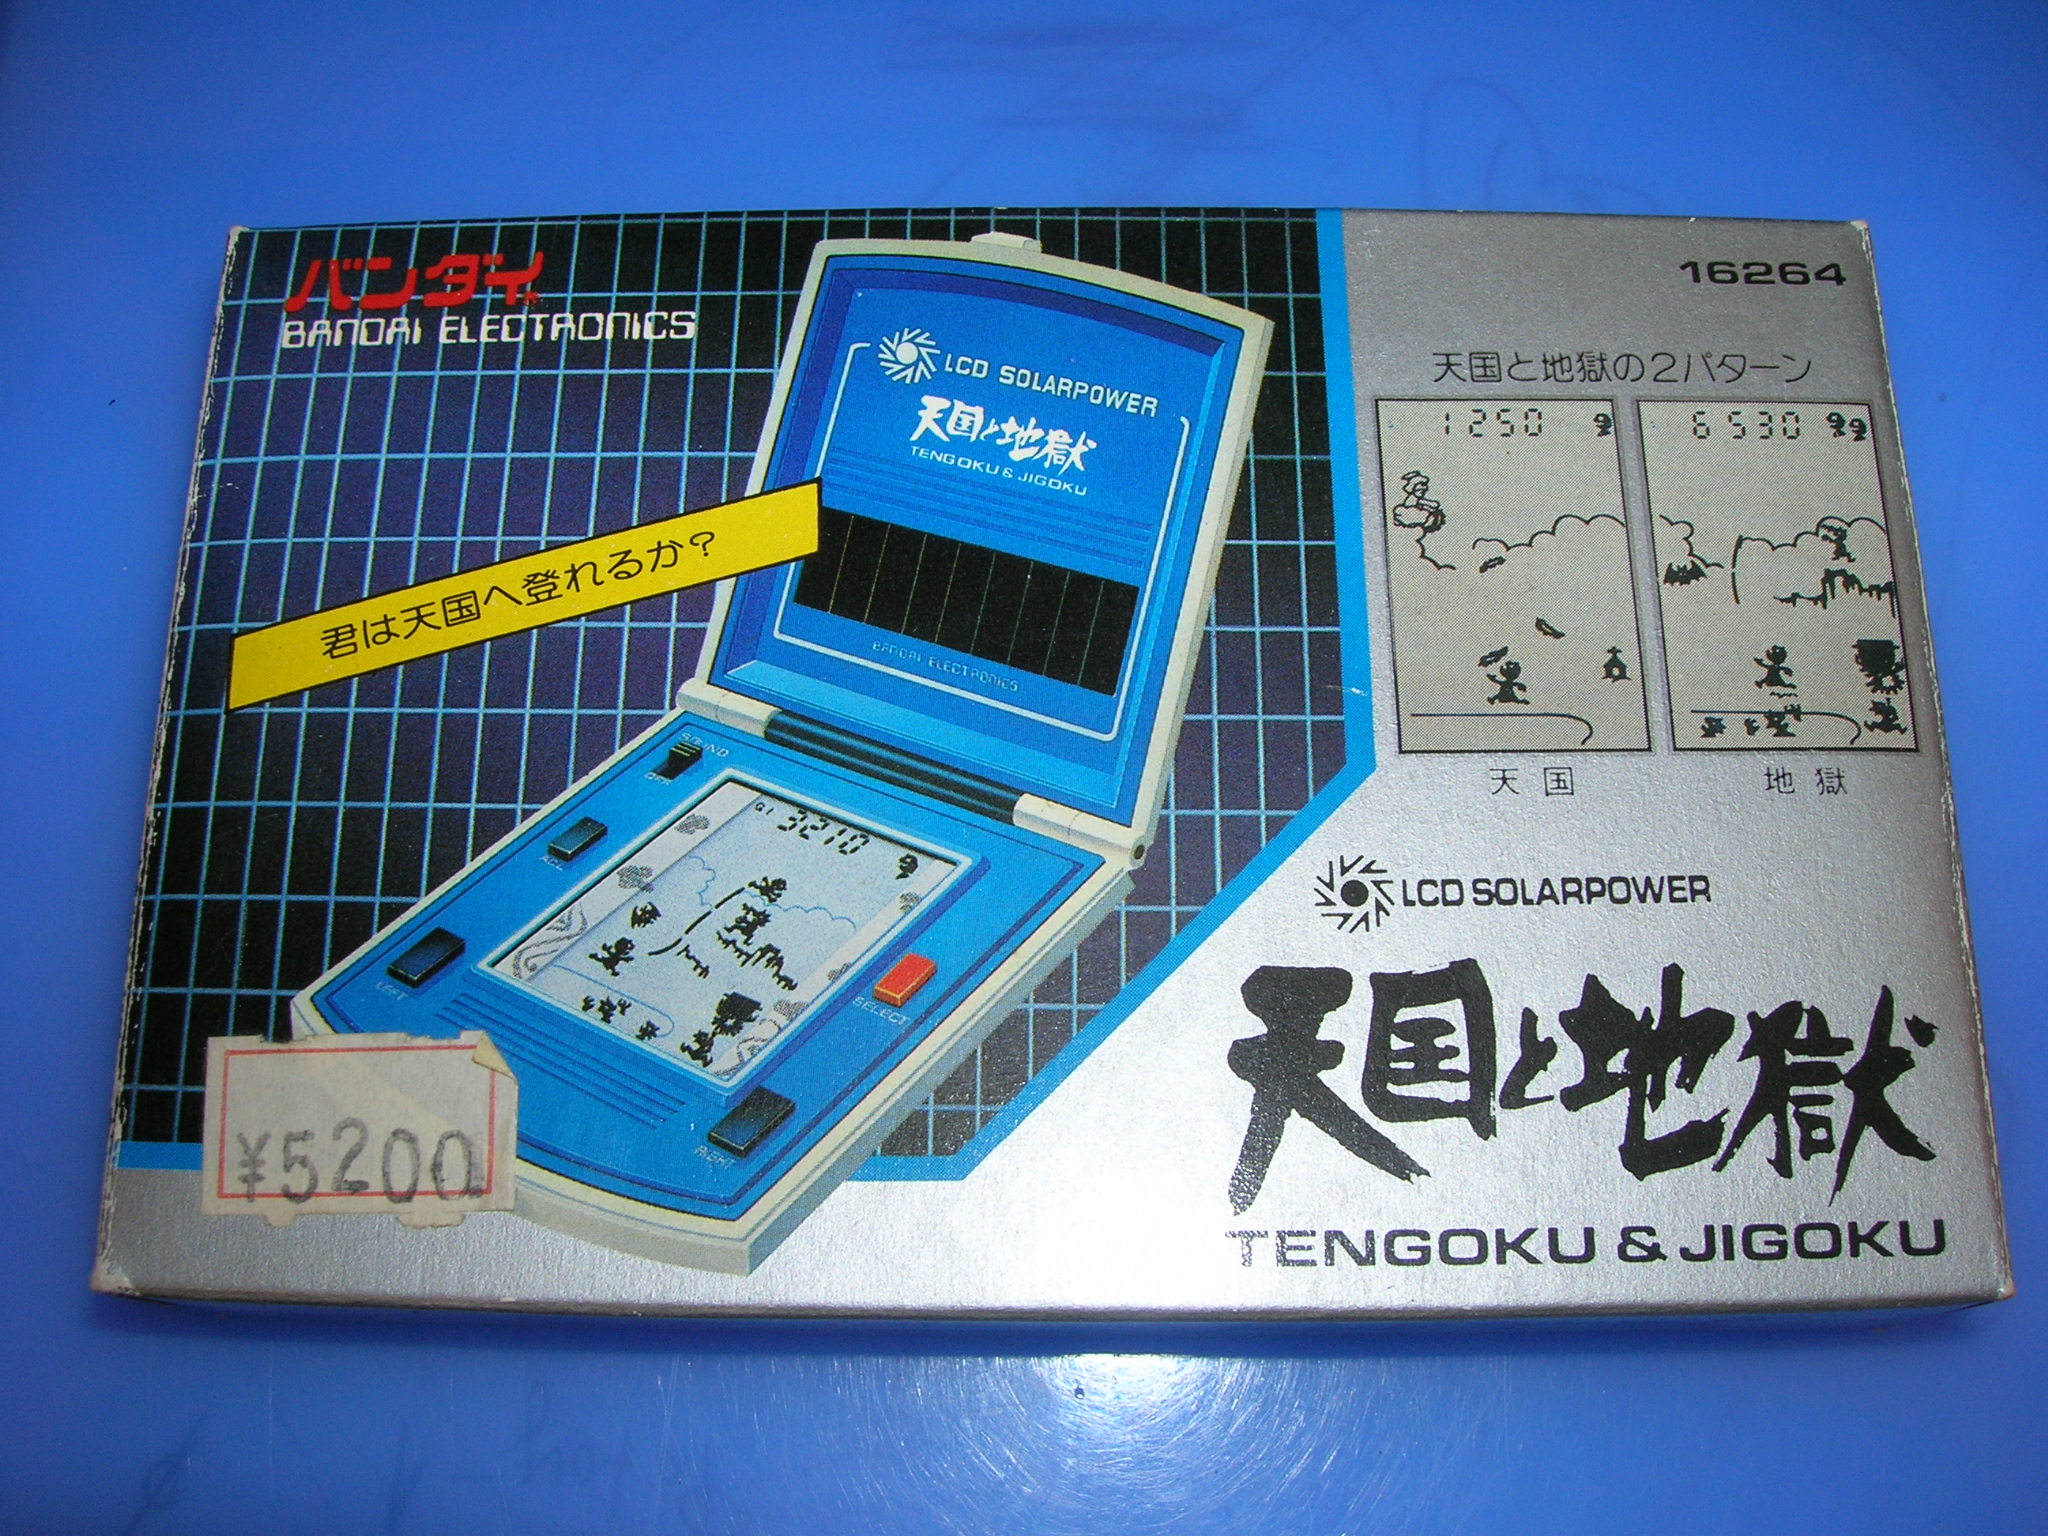 バンダイ
BANDAI ELECTRONICS
16264
天国と地獄の2パターン
1250
6530
天国
地獄
LCD SOLARPOWER
天国と地獄
TENGOKU & JIGOKU
BANDAI ELECTRONICS
君は天国へ登れるか?
SOUND
OFF
ACL
LEFT
3210
SELECT
RIGHT
LCD SOLARPOWER
天国と地獄
TENGOKU & JIGOKU
¥5200